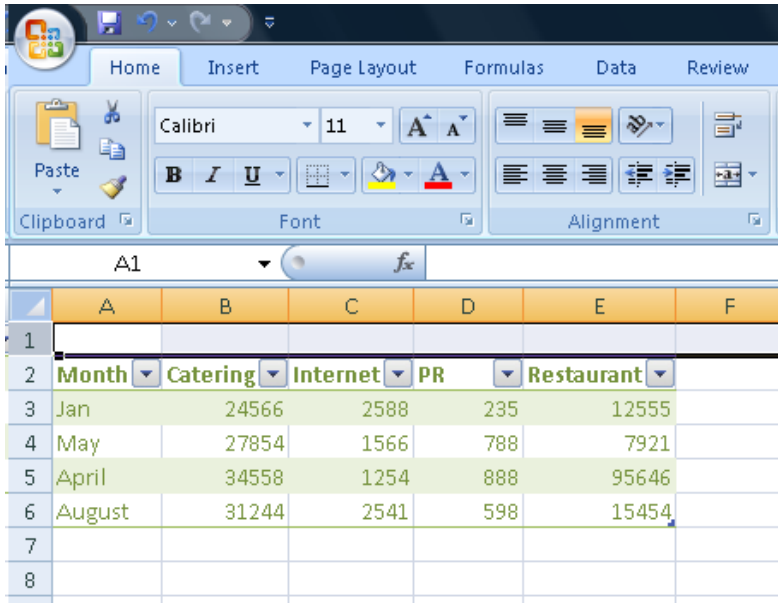 Home Insert Page Layout Formulas Data Review
Calibri 11 A A
Paste B I U A a
Clipboard Font Alignment
A1 fx
A B C D E F
1
2 Month Catering Internet PR Restaurant
3 Jan 24566 2588 235 12555
4 May 27854 1566 788 7921
5 April 34558 1254 888 95646
6 August 31244 2541 598 15454
7
8